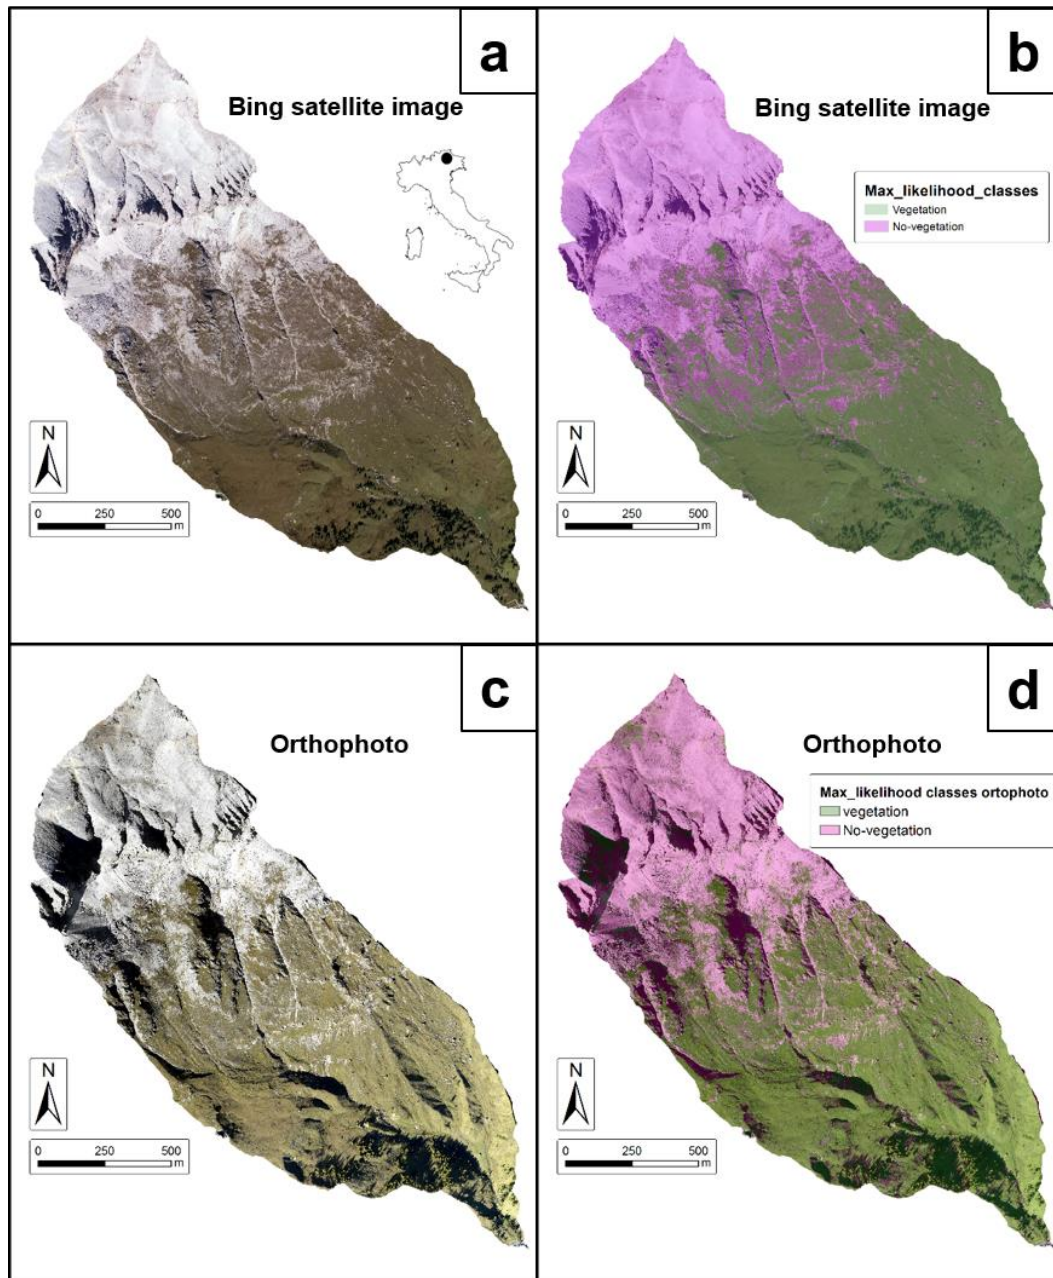 a
Bing satellite image
N
0 250 500
m
b
Bing satellite image
Max_likelihood_classes
Vegetation
No-vegetation
N
0 250 500
m
c
Orthophoto
N
0 250 500
m
d
Orthophoto
Max_likelihood classes ortophoto
vegetation
No-vegetation
N
0 250 500
m